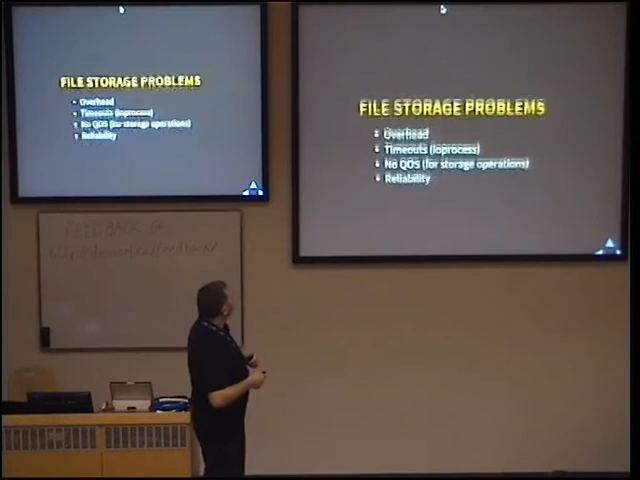 FILE STORAGE PROBLEMS
Overhead
Timeouts (ioprocess)
No QOS (for storage operations)
Reliability
FILE STORAGE PROBLEMS
Overhead
Timeouts (ioprocess)
No QOS (for storage operations)
Reliability
FEEDBACK @